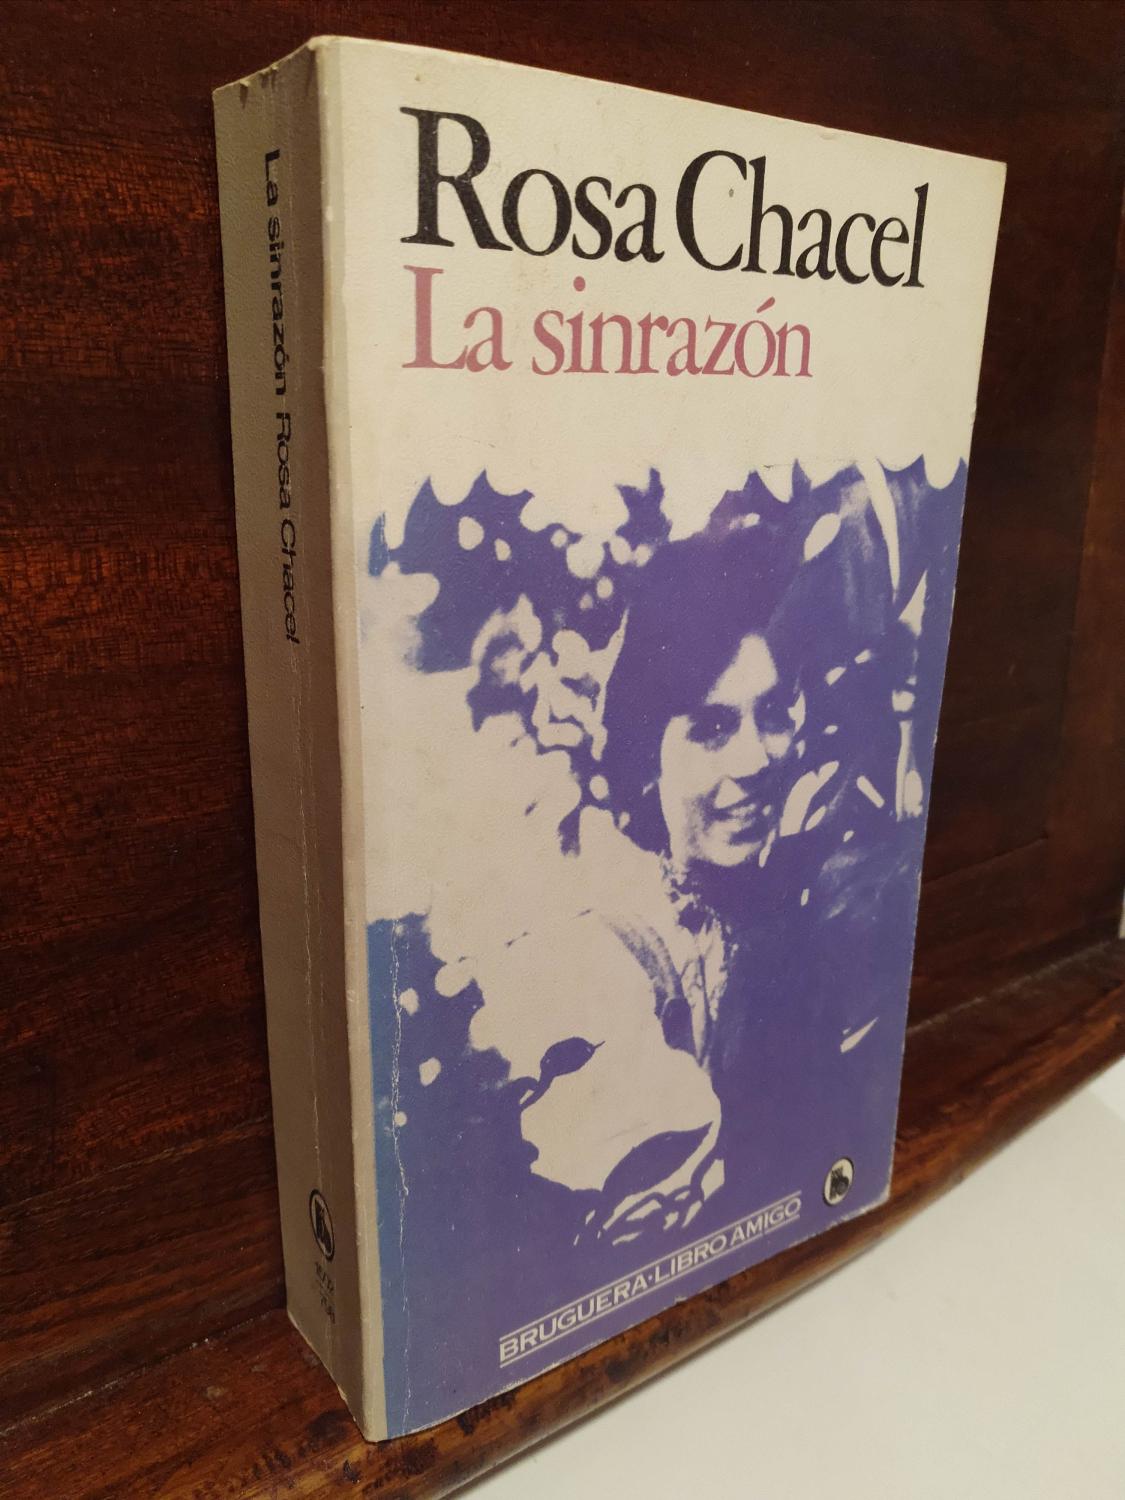 Rosa Chacel
La sinrazón
BRUGUERA·LIBRO AMIGO
La sinrazón Rosa Chacel